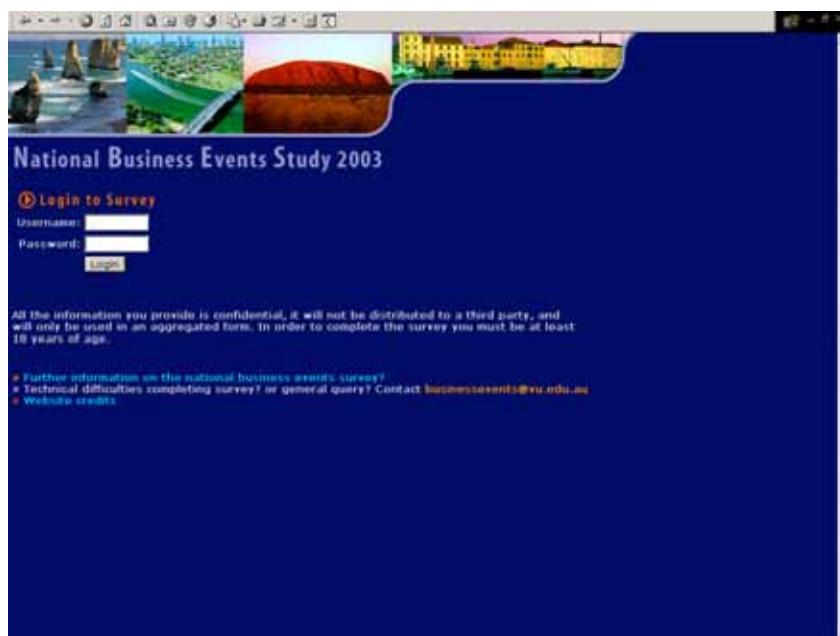 National Business Events Study 2003
Login to Survey
Username:
Password:
Login
All the information you provide is confidential, it will not be distributed to a third party, and
will only be used in an aggregated form. In order to complete the survey you must be at least
18 years of age.
Further information on the national business events survey?
Technical difficulties completing survey? or general query? Contact businessevents@vu.edu.au
Website credits